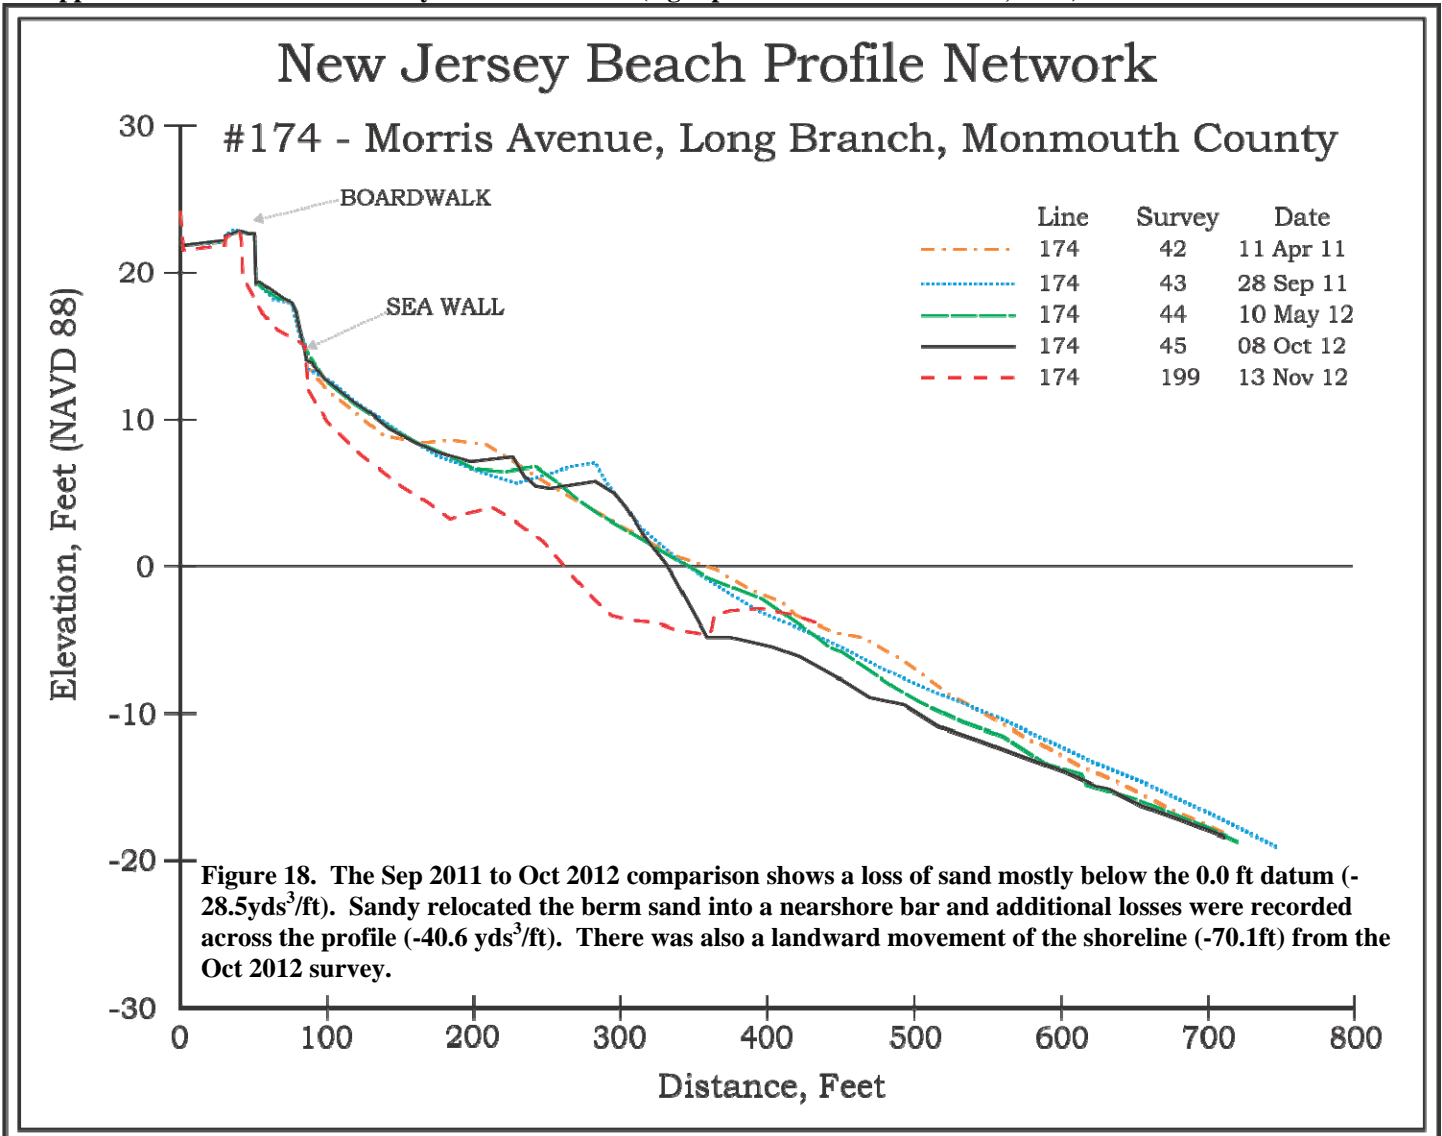 New Jersey Beach Profile Network
#174 - Morris Avenue, Long Branch, Monmouth County
BOARDWALK
SEA WALL
Line Survey Date
174 42 11 Apr 11
174 43 28 Sep 11
174 44 10 May 12
174 45 08 Oct 12
174 199 13 Nov 12
Elevation, Feet (NAVD 88)
30
20
10
0
-10
-20
-30
Figure 18. The Sep 2011 to Oct 2012 comparison shows a loss of sand mostly below the 0.0 ft datum (-
28.5yds³/ft). Sandy relocated the berm sand into a nearshore bar and additional losses were recorded
across the profile (-40.6 yds³/ft). There was also a landward movement of the shoreline (-70.1ft) from the
Oct 2012 survey.
0 100 200 300 400 500 600 700 800
Distance, Feet